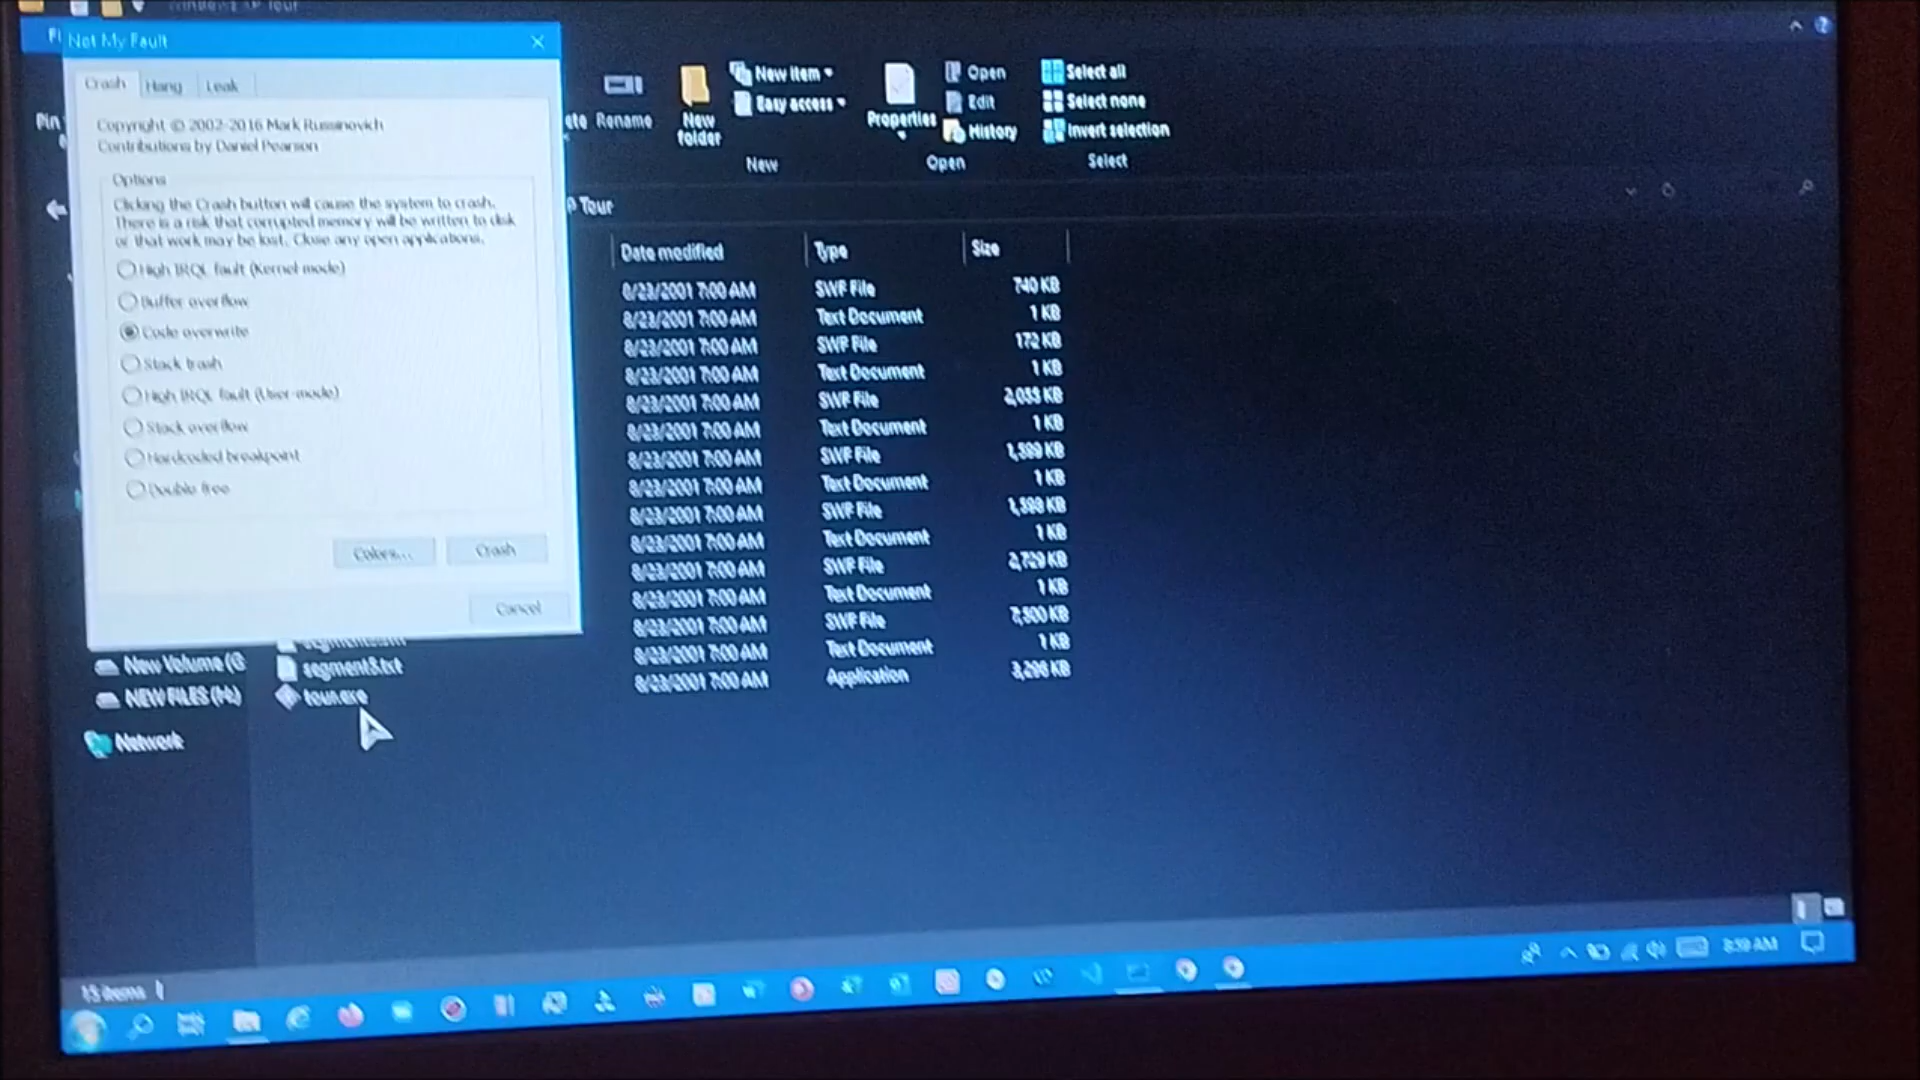 Windows XP Tour
Not My Fault
Crash
Hang
Leak
Copyright © 2002-2016 Mark Russinovich
Contributions by Daniel Pearson
Options
Clicking the Crash button will cause the system to crash.
There is a risk that corrupted memory will be written to disk
or that work may be lost. Close any open applications.
High IRQL fault (Kernel-mode)
Buffer overflow
Code overwrite
Stack trash
High IRQL fault (User-mode)
Stack overflow
Hardcoded breakpoint
Double free
Colors...
Crash
Cancel
Pin
ete
Rename
New
folder
New item
Easy access
New
Properties
Open
Edit
History
Open
Select all
Select none
Invert selection
Select
P Tour
Date modified Type Size
8/23/2001 7:00 AM SWF File 740 KB
8/23/2001 7:00 AM Text Document 1 KB
8/23/2001 7:00 AM SWF File 172 KB
8/23/2001 7:00 AM Text Document 1 KB
8/23/2001 7:00 AM SWF File 2,055 KB
8/23/2001 7:00 AM Text Document 1 KB
8/23/2001 7:00 AM SWF File 1,599 KB
8/23/2001 7:00 AM Text Document 1 KB
8/23/2001 7:00 AM SWF File 1,598 KB
8/23/2001 7:00 AM Text Document 1 KB
8/23/2001 7:00 AM SWF File 2,729 KB
8/23/2001 7:00 AM Text Document 1 KB
8/23/2001 7:00 AM SWF File 7,500 KB
8/23/2001 7:00 AM Text Document 1 KB
8/23/2001 7:00 AM Application 3,296 KB
New Volume (G
segment8.txt
NEW FILES (H:)
tour.exe
Network
15 items
8:39 AM